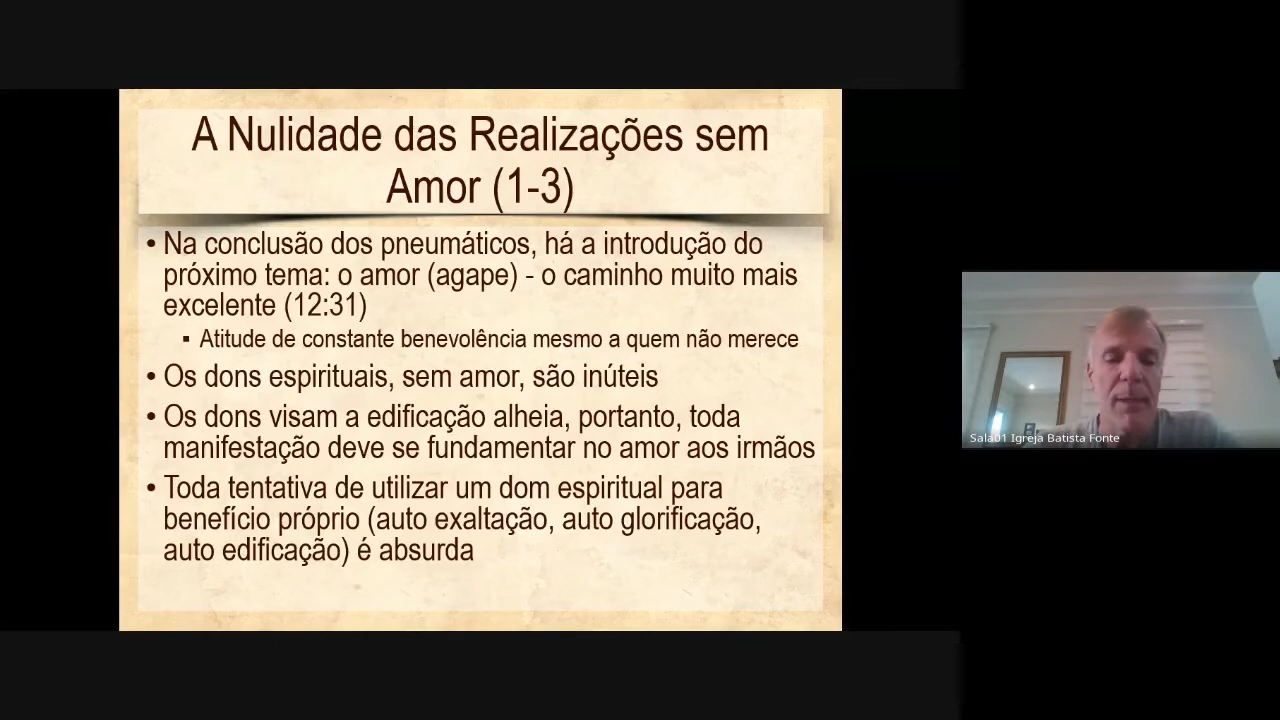 A Nulidade das Realizações sem
Amor (1-3)
• Na conclusão dos pneumáticos, há a introdução do
próximo tema: o amor (agape) - o caminho muito mais
excelente (12:31)
▪ Atitude de constante benevolência mesmo a quem não merece
• Os dons espirituais, sem amor, são inúteis
• Os dons visam a edificação alheia, portanto, toda
manifestação deve se fundamentar no amor aos irmãos
• Toda tentativa de utilizar um dom espiritual para
benefício próprio (auto exaltação, auto glorificação,
auto edificação) é absurda
Sala01 Igreja Batista Fonte